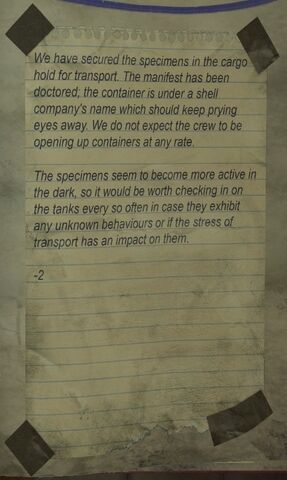 We have secured the specimens in the cargo
hold for transport. The manifest has been
doctored; the container is under a shell
company's name which should keep prying
eyes away. We do not expect the crew to be
opening up containers at any rate.

The specimens seem to become more active in
the dark, so it would be worth checking in on
the tanks every so often in case they exhibit
any unknown behaviours or if the stress of
transport has an impact on them.

-2